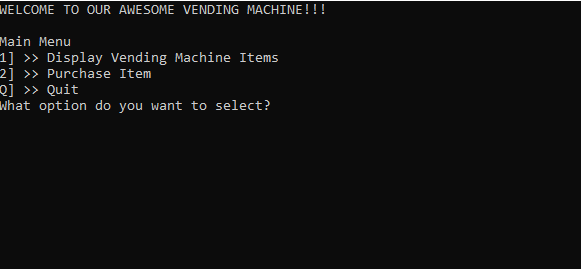 WELCOME TO OUR AWESOME VENDING MACHINE!!!
Main Menu
1] >> Display Vending Machine Items
2] >> Purchase Item
Q] >> Quit
What option do you want to select?